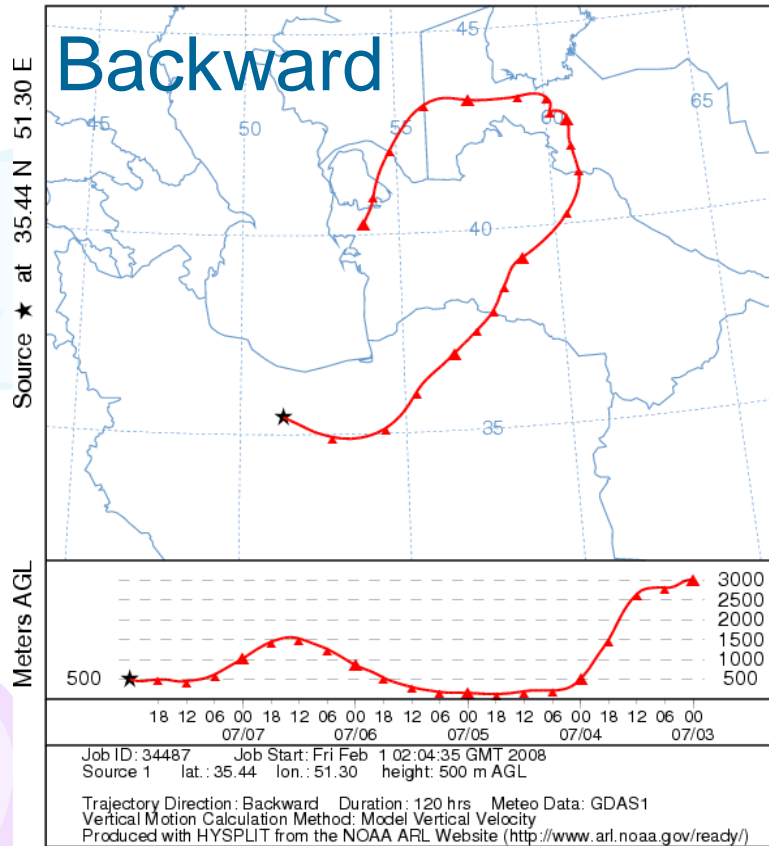 Backward
45
45
50
55
60
65
40
35
Source ★ at 35.44 N 51.30 E
Meters AGL
500
3000
2500
2000
1500
1000
500
18 12 06 00 18 12 06 00 18 12 06 00 18 12 06 00 18 12 06 00
07/07 07/06 07/05 07/04 07/03
Job ID: 34487 Job Start: Fri Feb 1 02:04:35 GMT 2008
Source 1 lat.: 35.44 lon.: 51.30 height: 500 m AGL
Trajectory Direction: Backward Duration: 120 hrs Meteo Data: GDAS1
Vertical Motion Calculation Method: Model Vertical Velocity
Produced with HYSPLIT from the NOAA ARL Website (http://www.arl.noaa.gov/ready/)